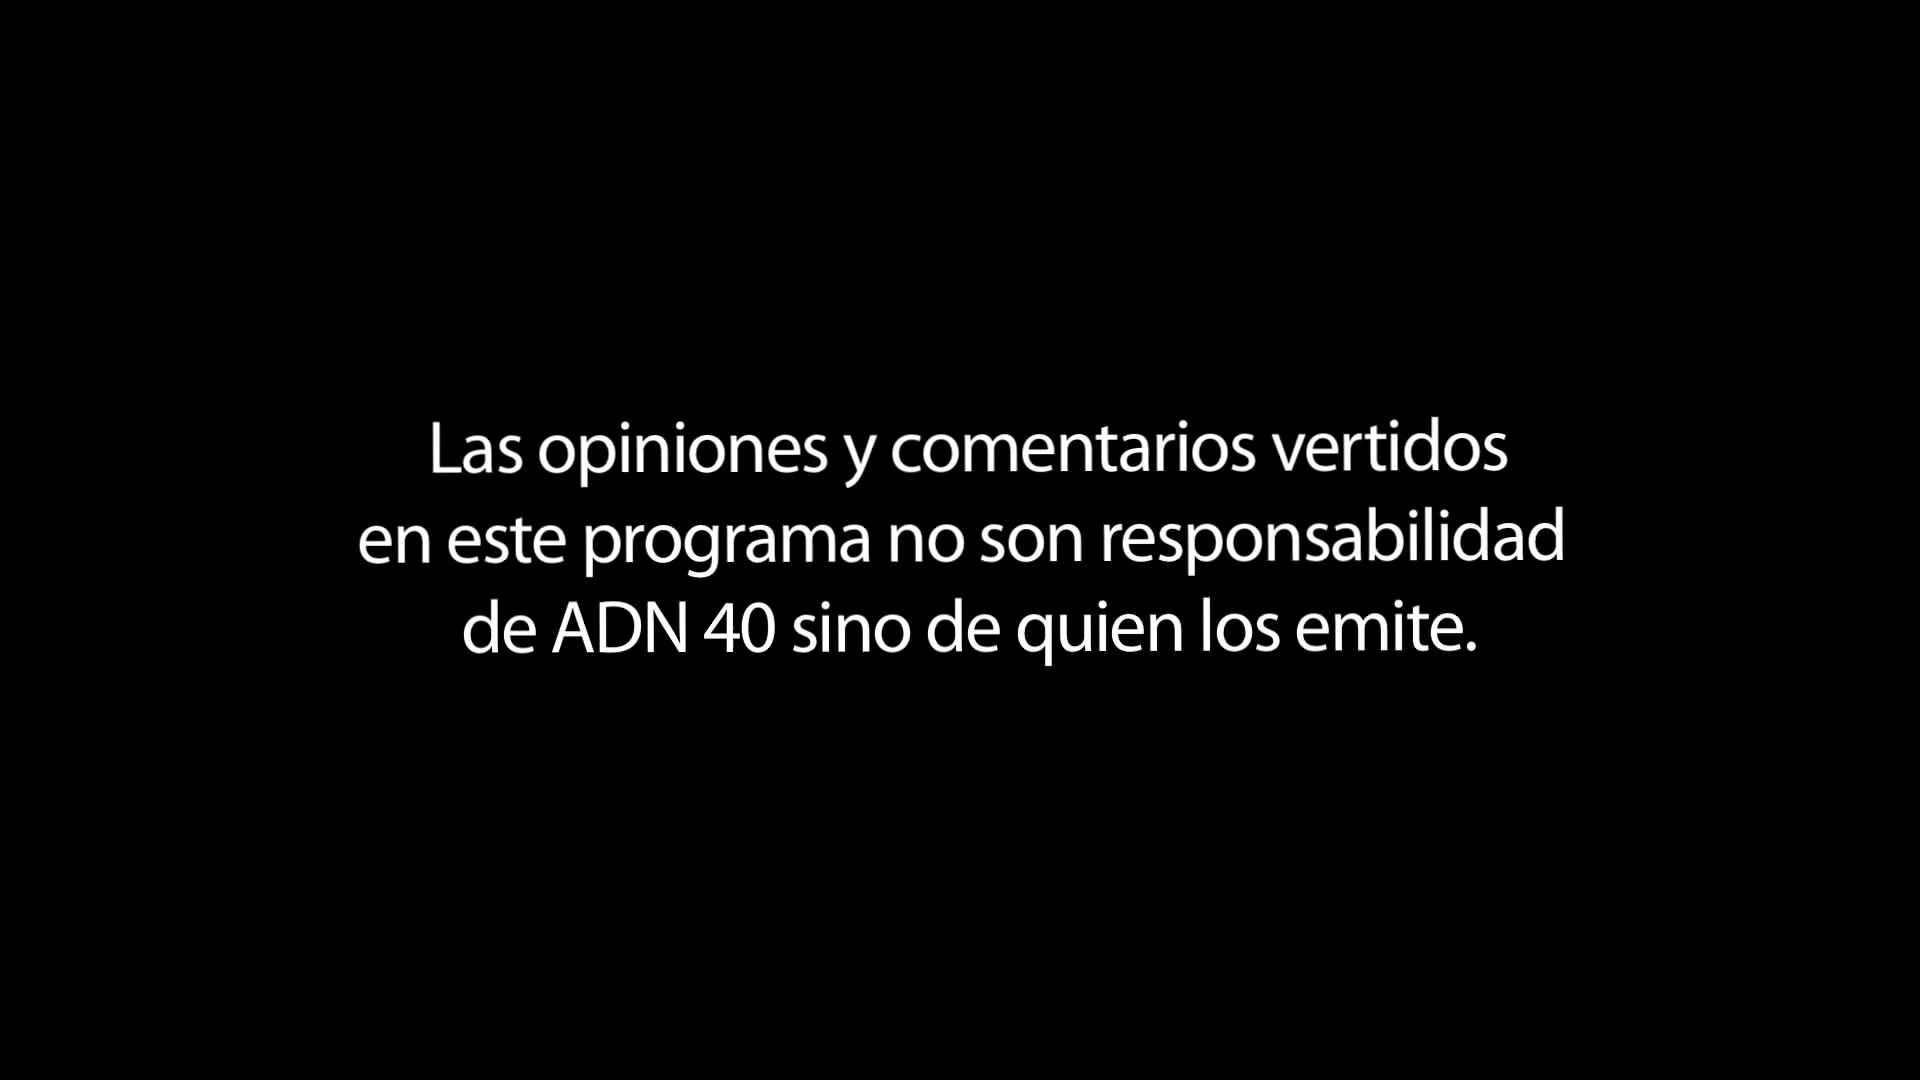 Las opiniones y comentarios vertidos
en este programa no son responsabilidad
de ADN 40 sino de quien los emite.